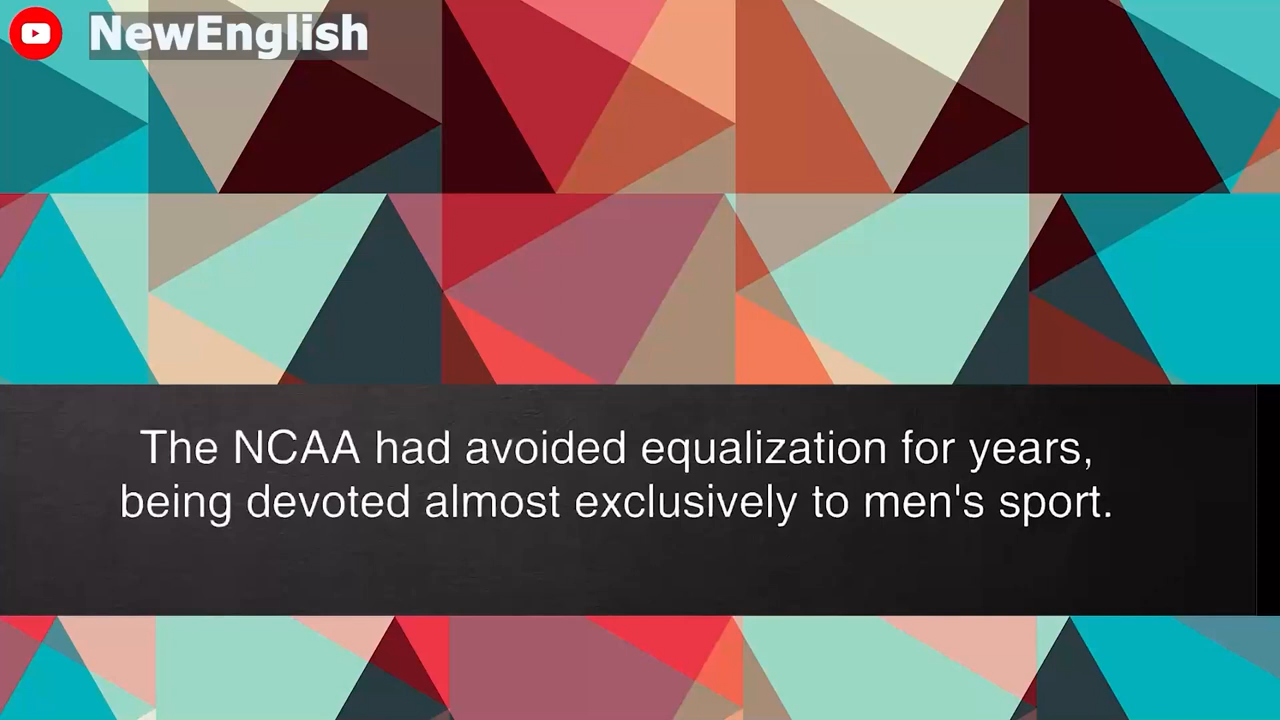 NewEnglish
The NCAA had avoided equalization for years,
being devoted almost exclusively to men's sport.